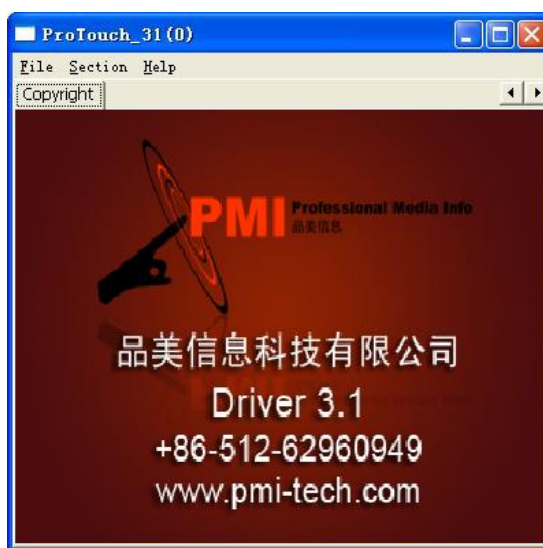 ProTouch_31(0)
File Section Help
Copyright
PMI Professional Media Info
品美信息
品美信息科技有限公司
Driver 3.1
+86-512-62960949
www.pmi-tech.com